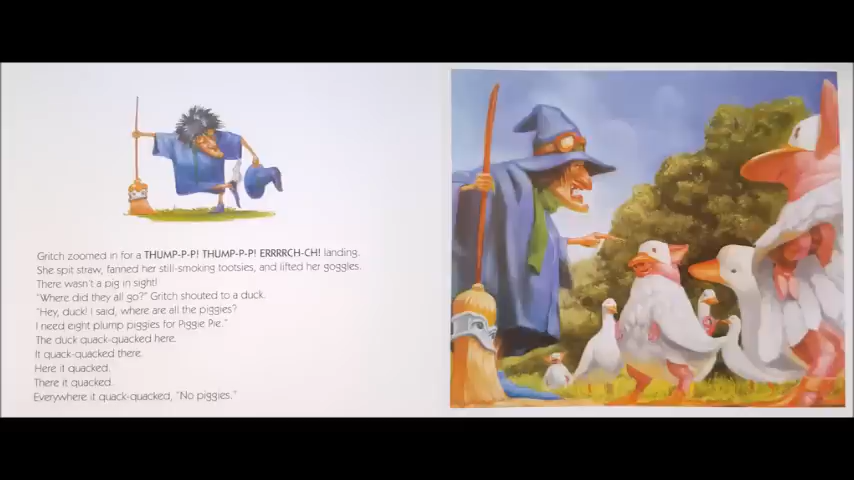 Gritch zoomed in for a THUMP-P-P! THUMP-P-P! ERRRRCH-CH! landing.
She spit straw, fanned her still-smoking tootsies, and lifted her goggles.
There wasn't a pig in sight!
"Where did they all go?" Gritch shouted to a duck.
"Hey, duck! I said, where are all the piggies?
I need eight plump piggies for Piggie Pie."
The duck quack-quacked here.
It quack-quacked there.
Here it quacked.
There it quacked.
Everywhere it quack-quacked, "No piggies."